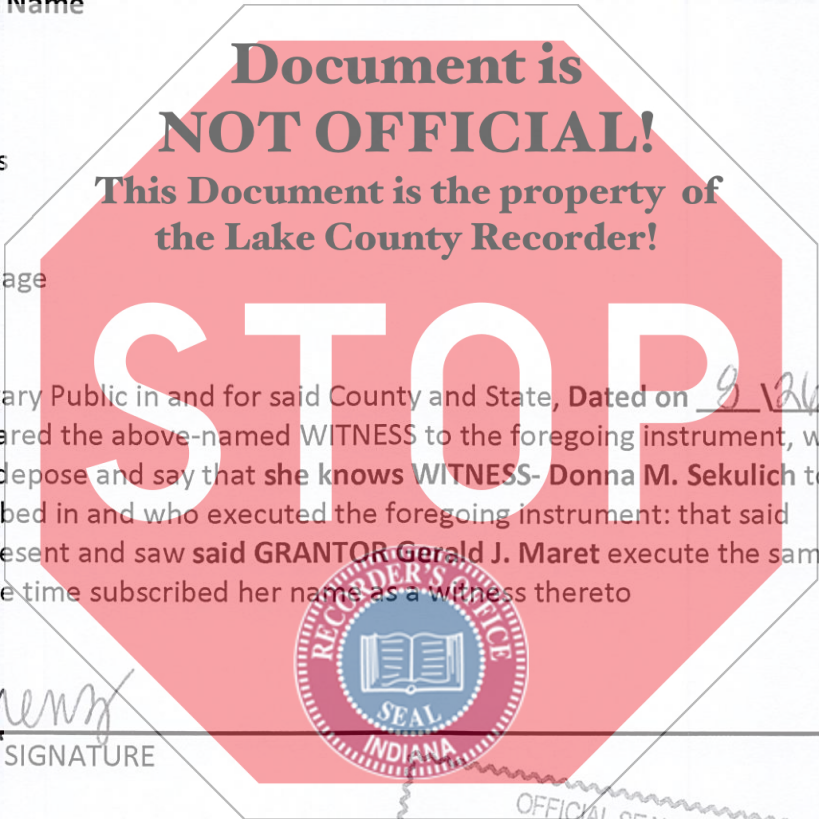 Name
Document is
NOT OFFICIAL!
This Document is the property of
the Lake County Recorder!
s
age
STOP
ary Public in and for said County and State, Dated on 8 \26
ared the above-named WITNESS to the foregoing instrument, w
depose and say that she knows WITNESS- Donna M. Sekulich to
bed in and who executed the foregoing instrument: that said
esent and saw said GRANTOR Gerald J. Maret execute the sam
e time subscribed her name as a witness thereto
RECORDER'S OFFICE
SEAL
INDIANA
SIGNATURE
OFFICIAL SEAL